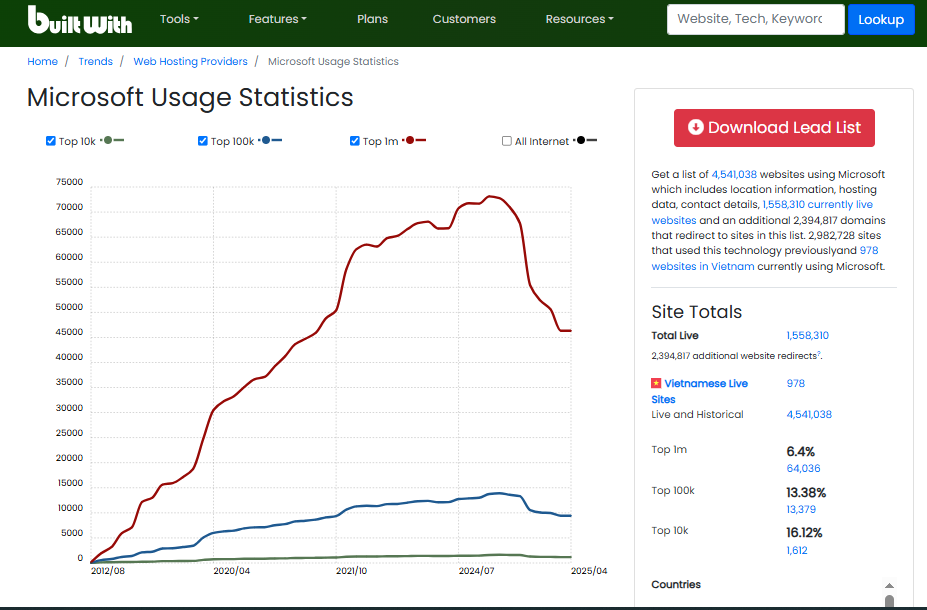 built with
Tools
Features
Plans
Customers
Resources
Website, Tech, Keyword
Lookup
Home / Trends / Web Hosting Providers / Microsoft Usage Statistics
Microsoft Usage Statistics
Top 10k
Top 100k
Top 1m
All Internet
75000
70000
65000
60000
55000
50000
45000
40000
35000
30000
25000
20000
15000
10000
5000
0
2012/08
2020/04
2021/10
2024/07
2025/04
Download Lead List
Get a list of 4,541,038 websites using Microsoft
which includes location information, hosting
data, contact details, 1,558,310 currently live
websites and an additional 2,394,817 domains
that redirect to sites in this list. 2,982,728 sites
that used this technology previouslyand 978
websites in Vietnam currently using Microsoft.
Site Totals
Total Live 1,558,310
2,394,817 additional website redirects?.
Vietnamese Live 978
Sites
Live and Historical 4,541,038
Top 1m 6.4%
64,036
Top 100k 13.38%
13,379
Top 10k 16.12%
1,612
Countries